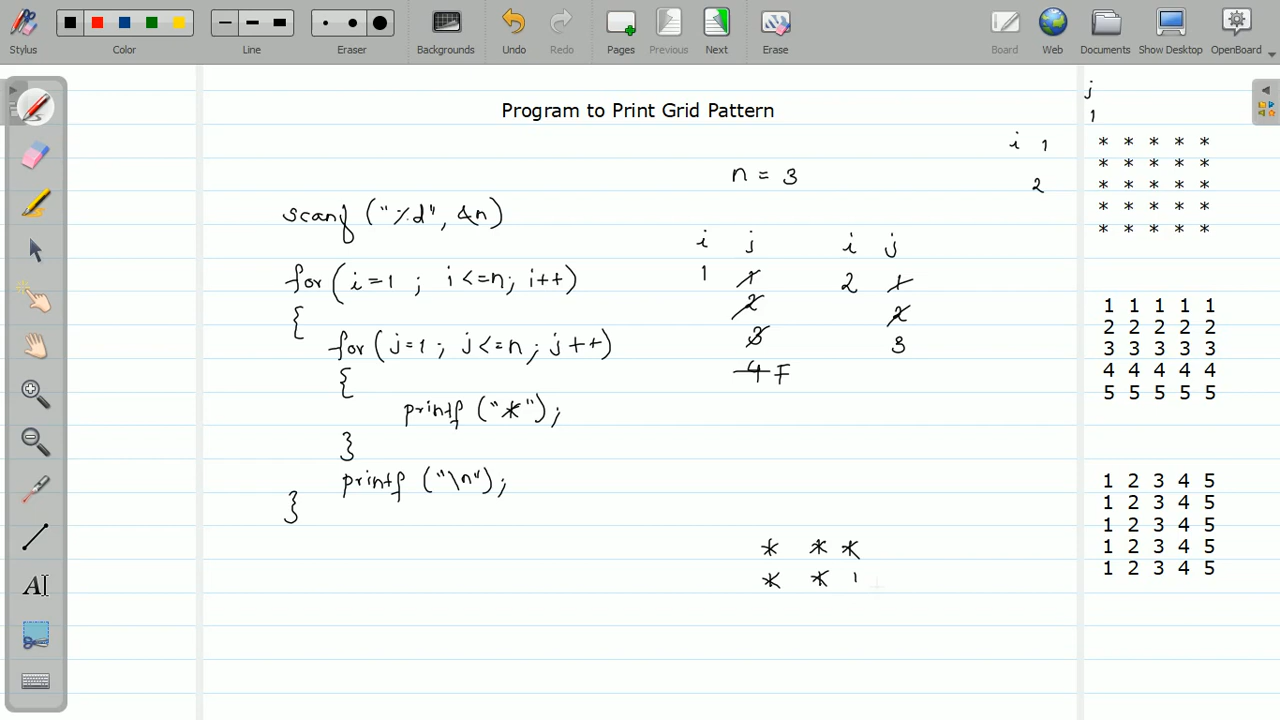 Stylus
Color
Line
Eraser
Backgrounds
Undo
Redo
Pages
Previous
Next
Erase
Board
Web
Documents
Show Desktop
OpenBoard
Program to Print Grid Pattern
scanf ("%d", &n)
for (i=1 ; i<=n; i++)
{
for (j=1 ; j<=n ; j++)
{
printf ("*");
}
printf ("\n");
}
n = 3
i j
1 1
2
3
4 F
i j
2 1
2
3
* * *
* *
j
1
i 1
2
* * * * *
* * * * *
* * * * *
* * * * *
* * * * *
1 1 1 1 1
2 2 2 2 2
3 3 3 3 3
4 4 4 4 4
5 5 5 5 5
1 2 3 4 5
1 2 3 4 5
1 2 3 4 5
1 2 3 4 5
1 2 3 4 5